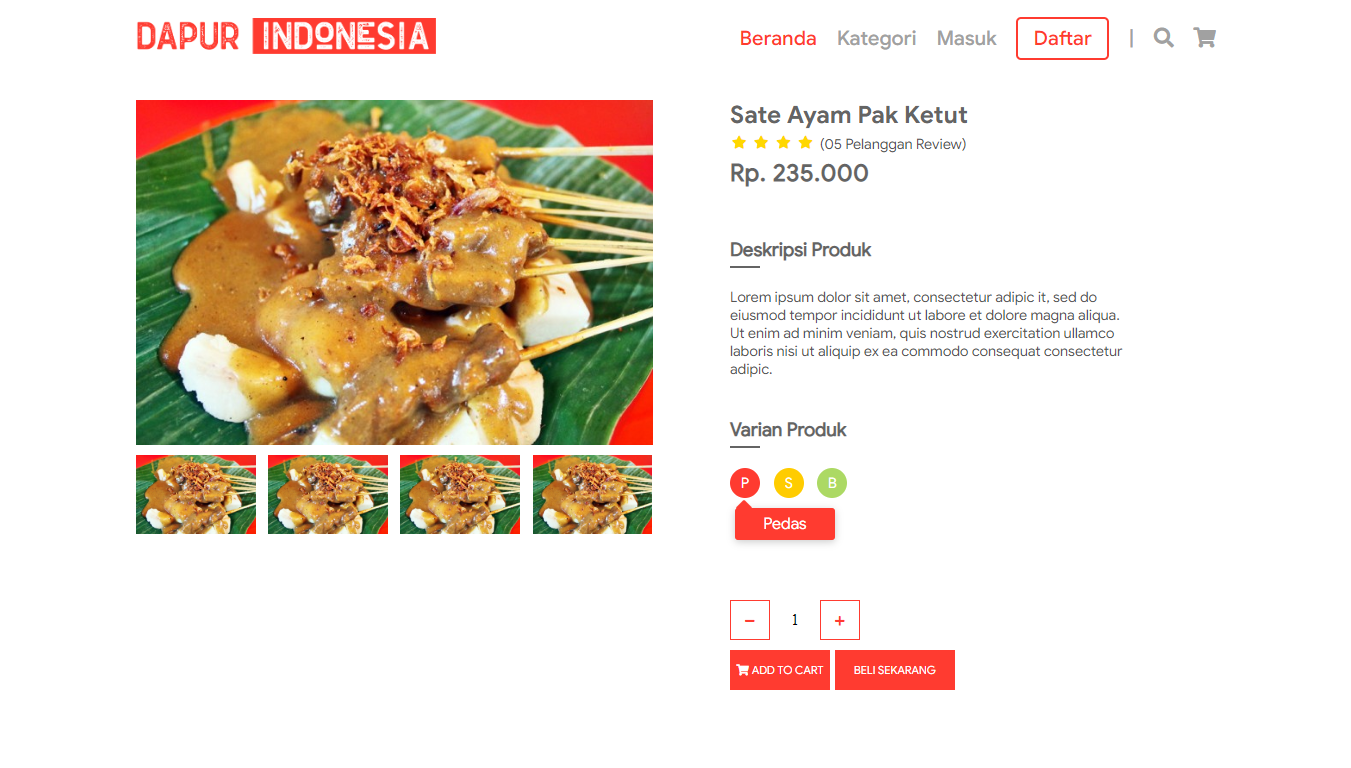 DAPUR INDONESIA
Beranda Kategori Masuk Daftar |
Sate Ayam Pak Ketut
(05 Pelanggan Review)
Rp. 235.000
Deskripsi Produk
Lorem ipsum dolor sit amet, consectetur adipic it, sed do
eiusmod tempor incididunt ut labore et dolore magna aliqua.
Ut enim ad minim veniam, quis nostrud exercitation ullamco
laboris nisi ut aliquip ex ea commodo consequat consectetur
adipic.
Varian Produk
P S B
Pedas
− 1 +
ADD TO CART BELI SEKARANG